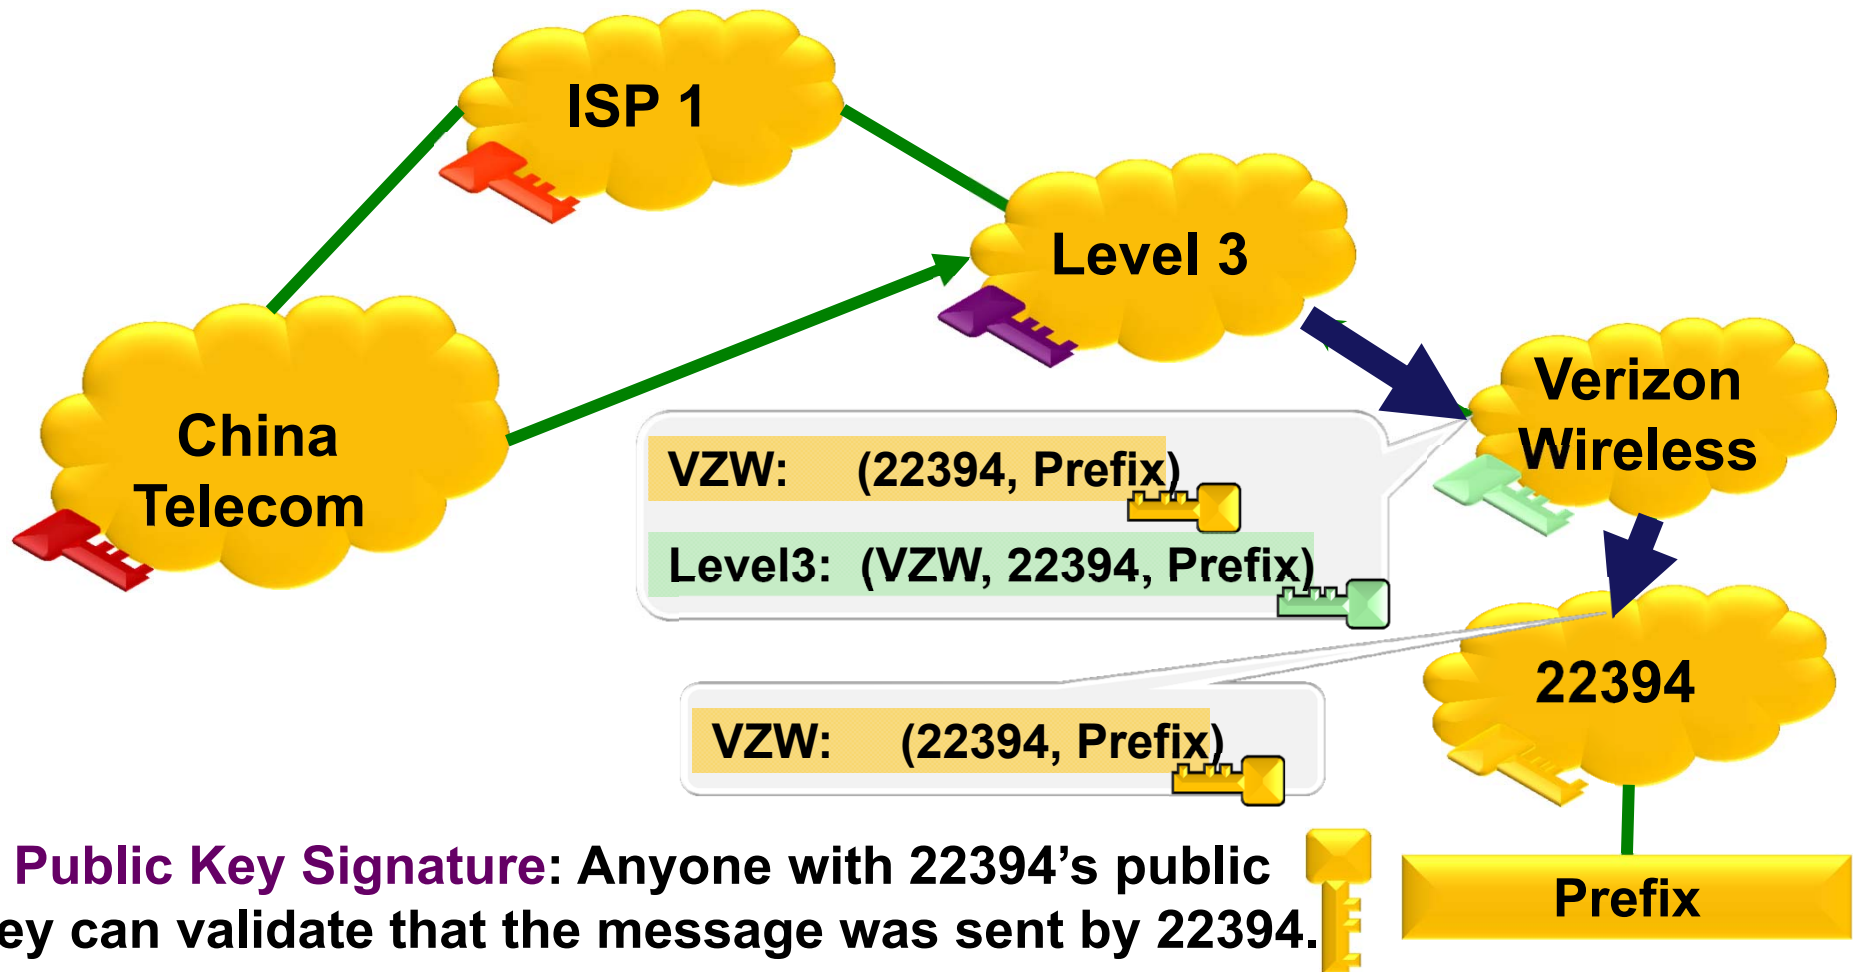 ISP 1
Level 3
China
Telecom
Verizon
Wireless
VZW: (22394, Prefix)
Level3: (VZW, 22394, Prefix)
22394
VZW: (22394, Prefix)
Public Key Signature: Anyone with 22394’s public
ey can validate that the message was sent by 22394.
Prefix